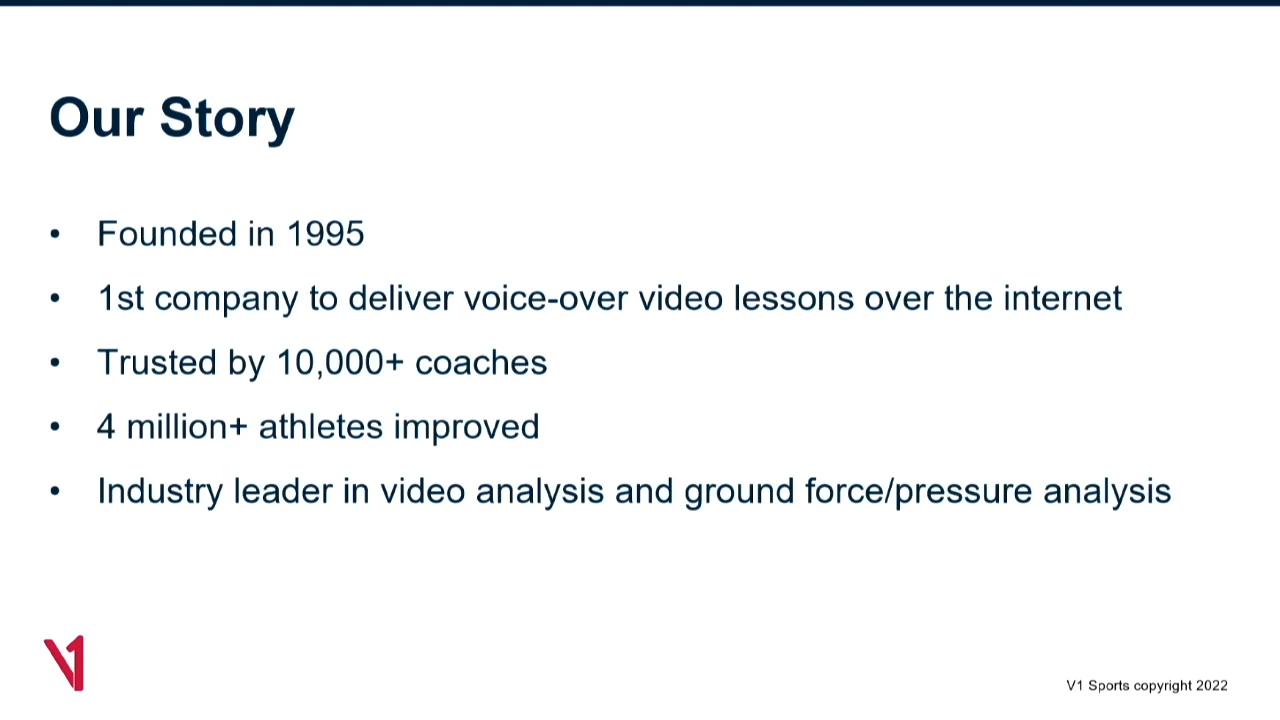 Our Story
• Founded in 1995
• 1st company to deliver voice-over video lessons over the internet
• Trusted by 10,000+ coaches
• 4 million+ athletes improved
• Industry leader in video analysis and ground force/pressure analysis
V1
V1 Sports copyright 2022